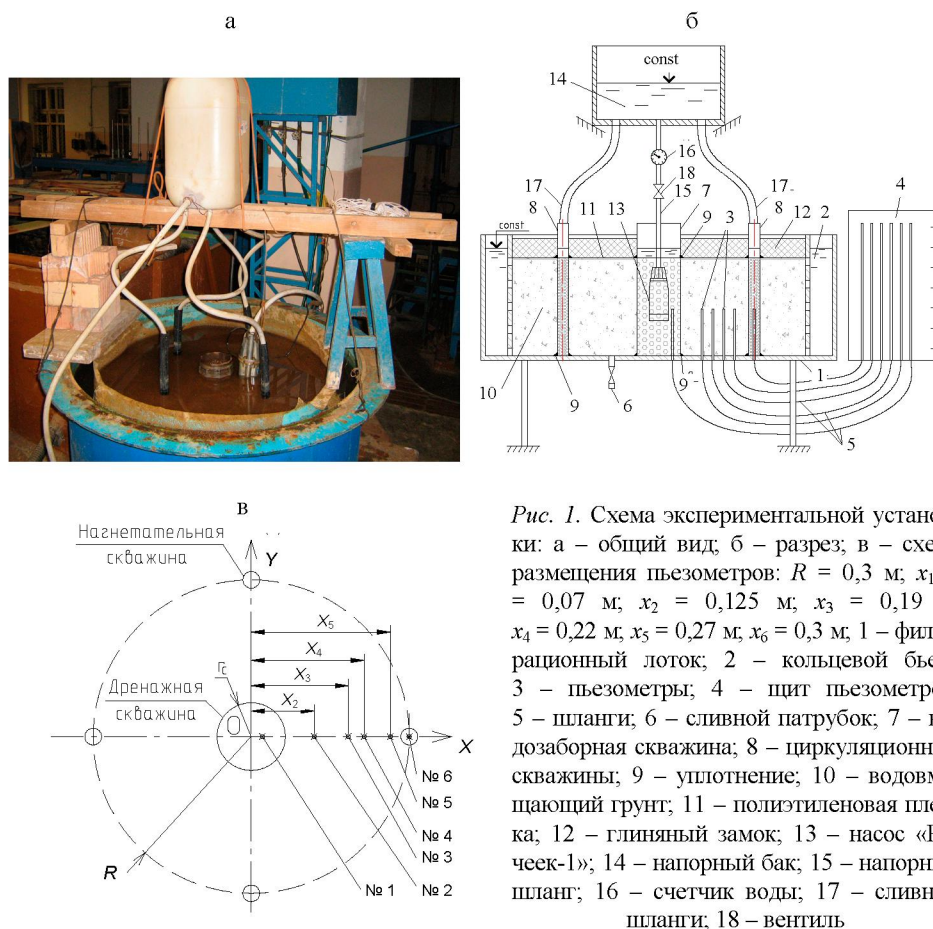 а
б
const
14
16
18
17
15
7
17
8
11
13
9
3
8
12
2
4
const
10
9
6
9
1
5
в
Нагнетательная
скважина
Y
X₅
X₄
X₃
Дренажная
скважина
rс
X₂
O
X
№ 6
№ 5
№ 4
№ 3
R
№ 1
№ 2
Рис. 1. Схема экспериментальной установ
ки: а – общий вид; б – разрез; в – схе
размещения пьезометров: R = 0,3 м; x₁
= 0,07 м; x₂ = 0,125 м; x₃ = 0,19
x₄ = 0,22 м; x₅ = 0,27 м; x₆ = 0,3 м; 1 – фил
рационный лоток; 2 – кольцевой бье
3 – пьезометры; 4 – щит пьезометро
5 – шланги; 6 – сливной патрубок; 7 – в
дозаборная скважина; 8 – циркуляционн
скважины; 9 – уплотнение; 10 – водовм
щающий грунт; 11 – полиэтиленовая пле
ка; 12 – глиняный замок; 13 – насос «Р
чеек-1»; 14 – напорный бак; 15 – напорн
шланг; 16 – счетчик воды; 17 – сливн
шланги; 18 – вентиль